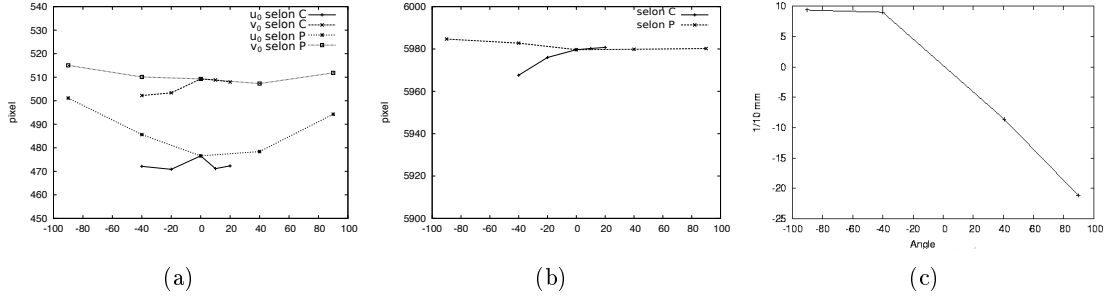 540
530
520
510
500
490
480
470
460
450
-100 -80 -60 -40 -20 0 20 40 60 80 100
pixel
u0 selon C
v0 selon C
u0 selon P
v0 selon P
(a)
6000
5980
5960
5940
5920
5900
-100 -80 -60 -40 -20 0 20 40 60 80 100
pixel
selon C
selon P
(b)
10
5
0
-5
-10
-15
-20
-25
-100 -80 -60 -40 -20 0 20 40 60 80 100
1/10 mm
Angle
(c)